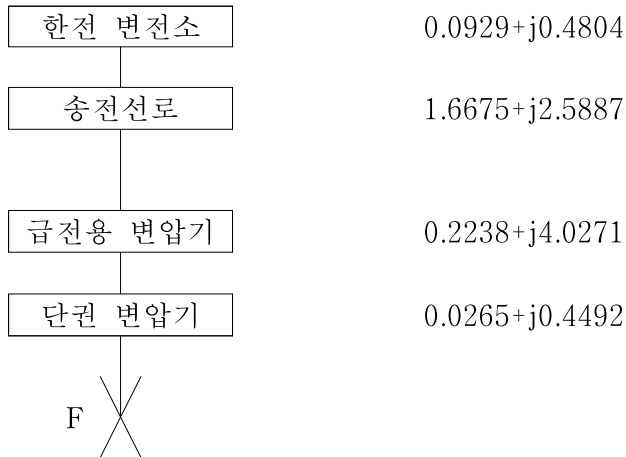 한전 변전소 0.0929+j0.4804
송전선로 1.6675+j2.5887
급전용 변압기 0.2238+j4.0271
단권 변압기 0.0265+j0.4492
F